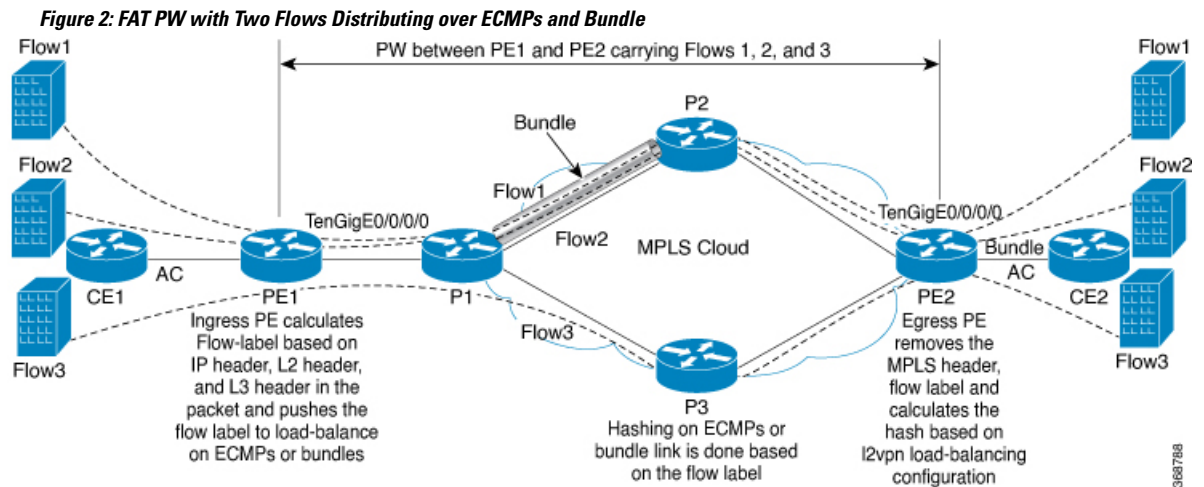 Figure 2: FAT PW with Two Flows Distributing over ECMPs and Bundle
Flow1
PW between PE1 and PE2 carrying Flows 1, 2, and 3
Flow1
P2
Bundle
Flow2
Flow1
Flow2
TenGigE0/0/0/0
Flow2
MPLS Cloud
TenGigE0/0/0/0
Bundle
AC
CE1
PE1
P1
PE2
AC
CE2
Flow3
Flow3
Flow3
Ingress PE calculates
Flow-label based on
IP header, L2 header,
and L3 header in the
packet and pushes the
flow label to load-balance
on ECMPs or bundles
P3
Hashing on ECMPs or
bundle link is done based
on the flow label
Egress PE
removes the
MPLS header,
flow label and
calculates the
hash based on
l2vpn load-balancing
configuration
368788